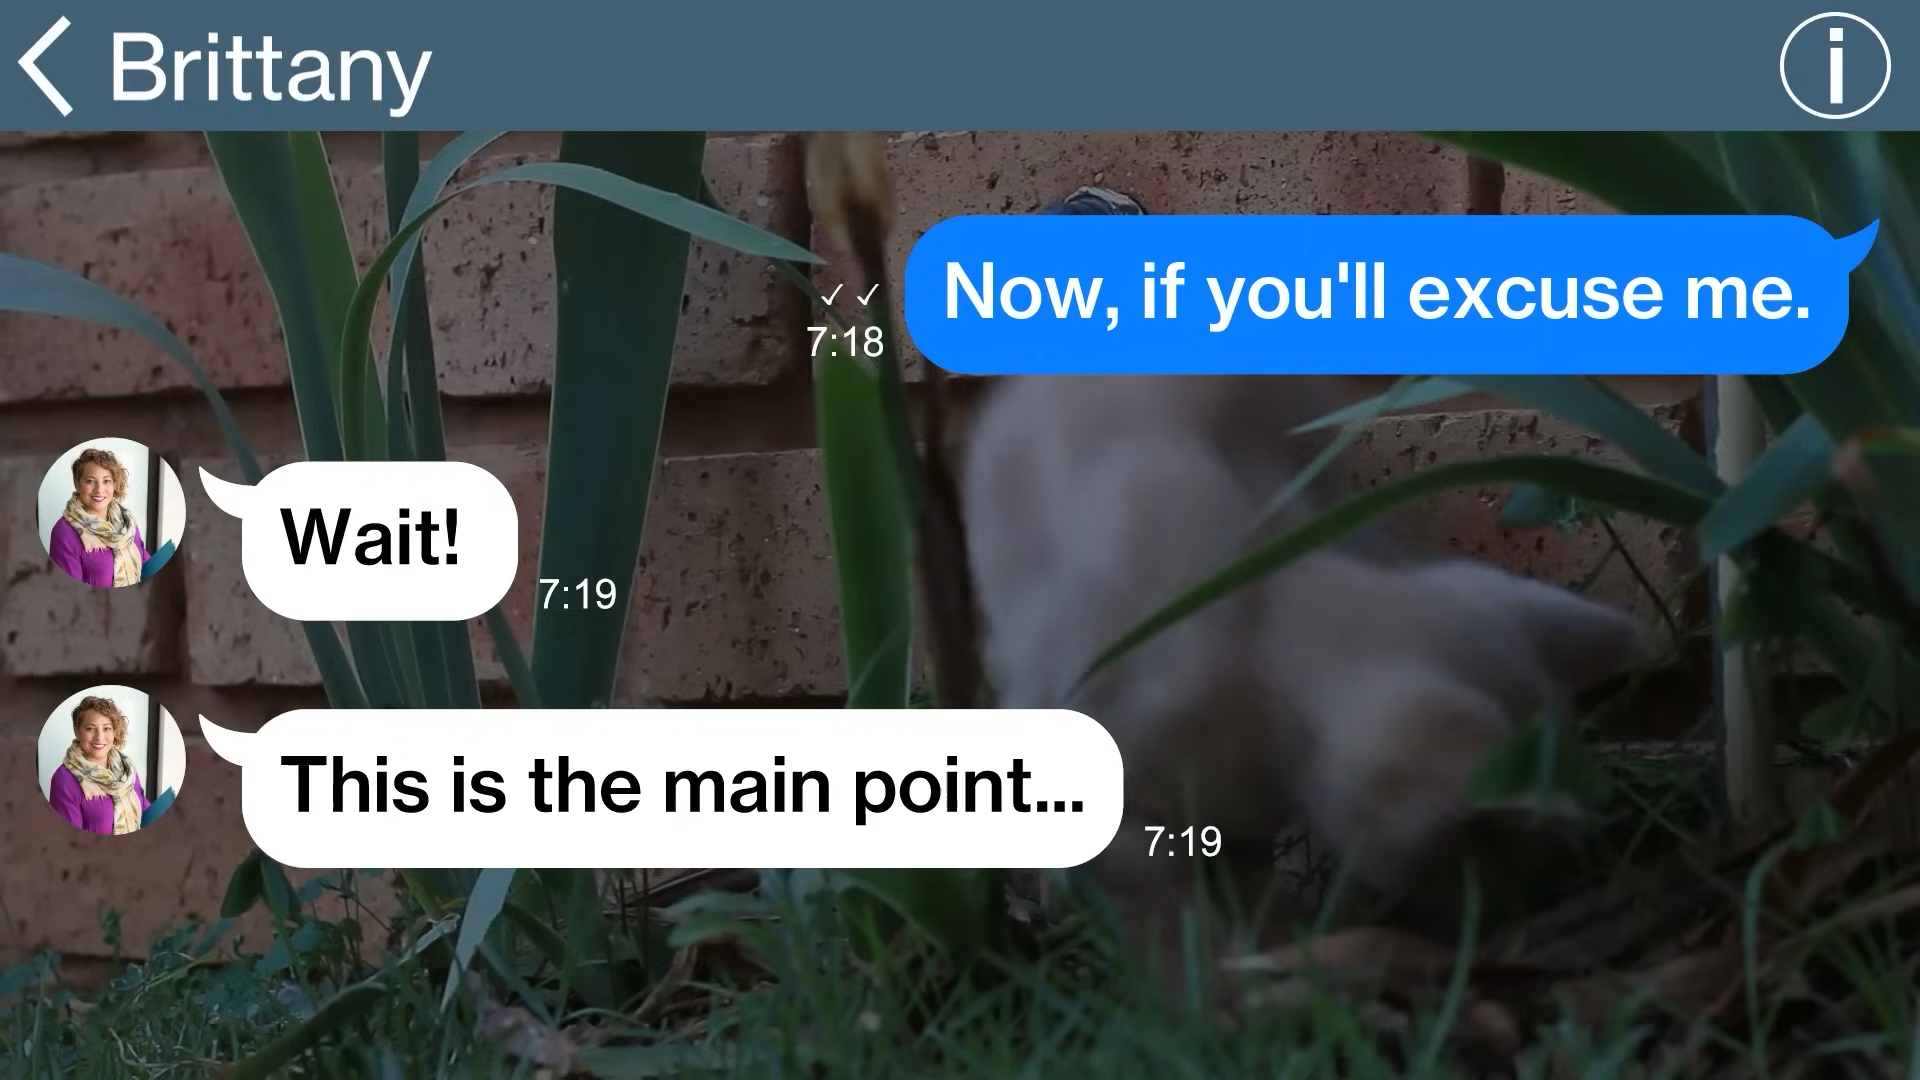 Brittany
Now, if you'll excuse me.
7:18
Wait!
7:19
This is the main point...
7:19